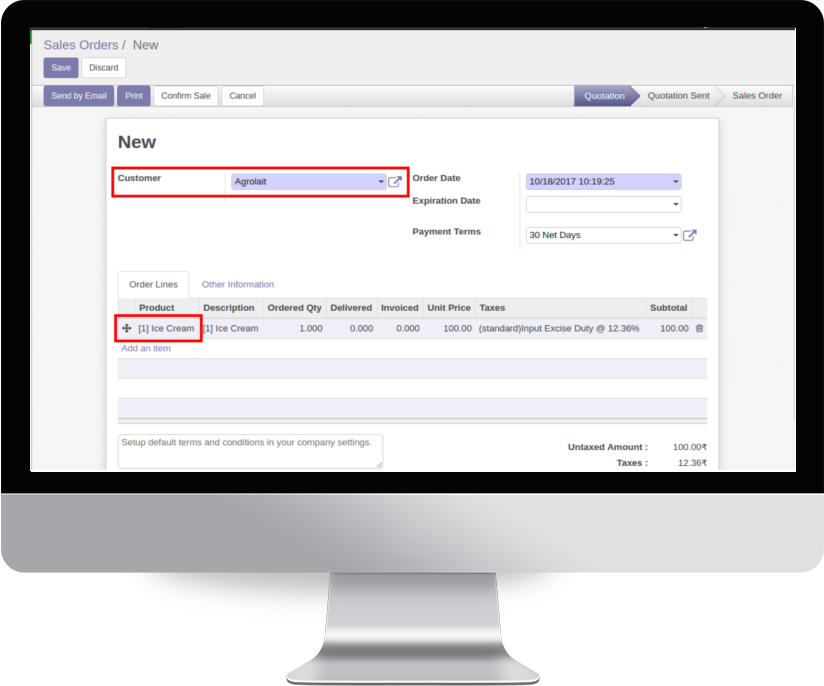 Sales Orders / New
Save Discard
Send by Email Print Confirm Sale Cancel Quotation Quotation Sent Sales Order
New
Customer Agrolait Order Date 10/18/2017 10:19:25
Expiration Date
Payment Terms 30 Net Days
Order Lines Other Information
Product Description Ordered Qty Delivered Invoiced Unit Price Taxes Subtotal
[1] Ice Cream [1] Ice Cream 1.000 0.000 0.000 100.00 (standard)Input Excise Duty @ 12.36% 100.00
Add an item
Setup default terms and conditions in your company settings.
Untaxed Amount : 100.00₹
Taxes : 12.36₹